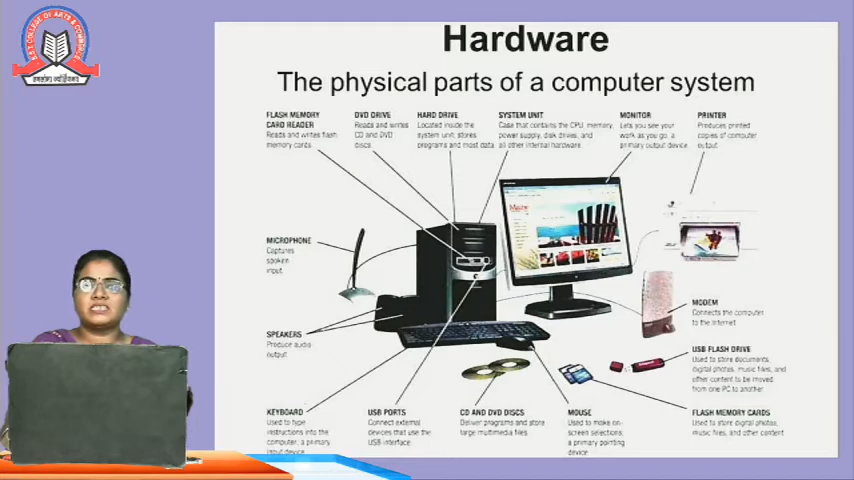 Hardware
The physical parts of a computer system
FLASH MEMORY
CARD READER
Reads and writes flash
memory cards.
DVD DRIVE
Reads and writes
CD and DVD
discs.
HARD DRIVE
Located inside the
system unit; stores
programs and most data
SYSTEM UNIT
Case that contains the CPU, memory,
power supply, disk drives, and
all other internal hardware.
MONITOR
Lets you see your
work as you go, a
primary output device.
PRINTER
Produces printed
copies of computer
output.
MICROPHONE
Captures
spoken
input.
SPEAKERS
Produce audio
output
MODEM
Connects the computer
to the Internet
USB FLASH DRIVE
Used to store documents,
digital photos, music files, and
other content to be moved
from one PC to another.
KEYBOARD
Used to type
instructions into the
computer; a primary
input device.
USB PORTS
Connect external
devices that use the
USB interface.
CD AND DVD DISCS
Deliver programs and store
large multimedia files.
MOUSE
Used to make on-
screen selections;
a primary pointing
device
FLASH MEMORY CARDS
Used to store digital photos,
music files, and other content
COLLEGE OF ARTS & COMMERCE